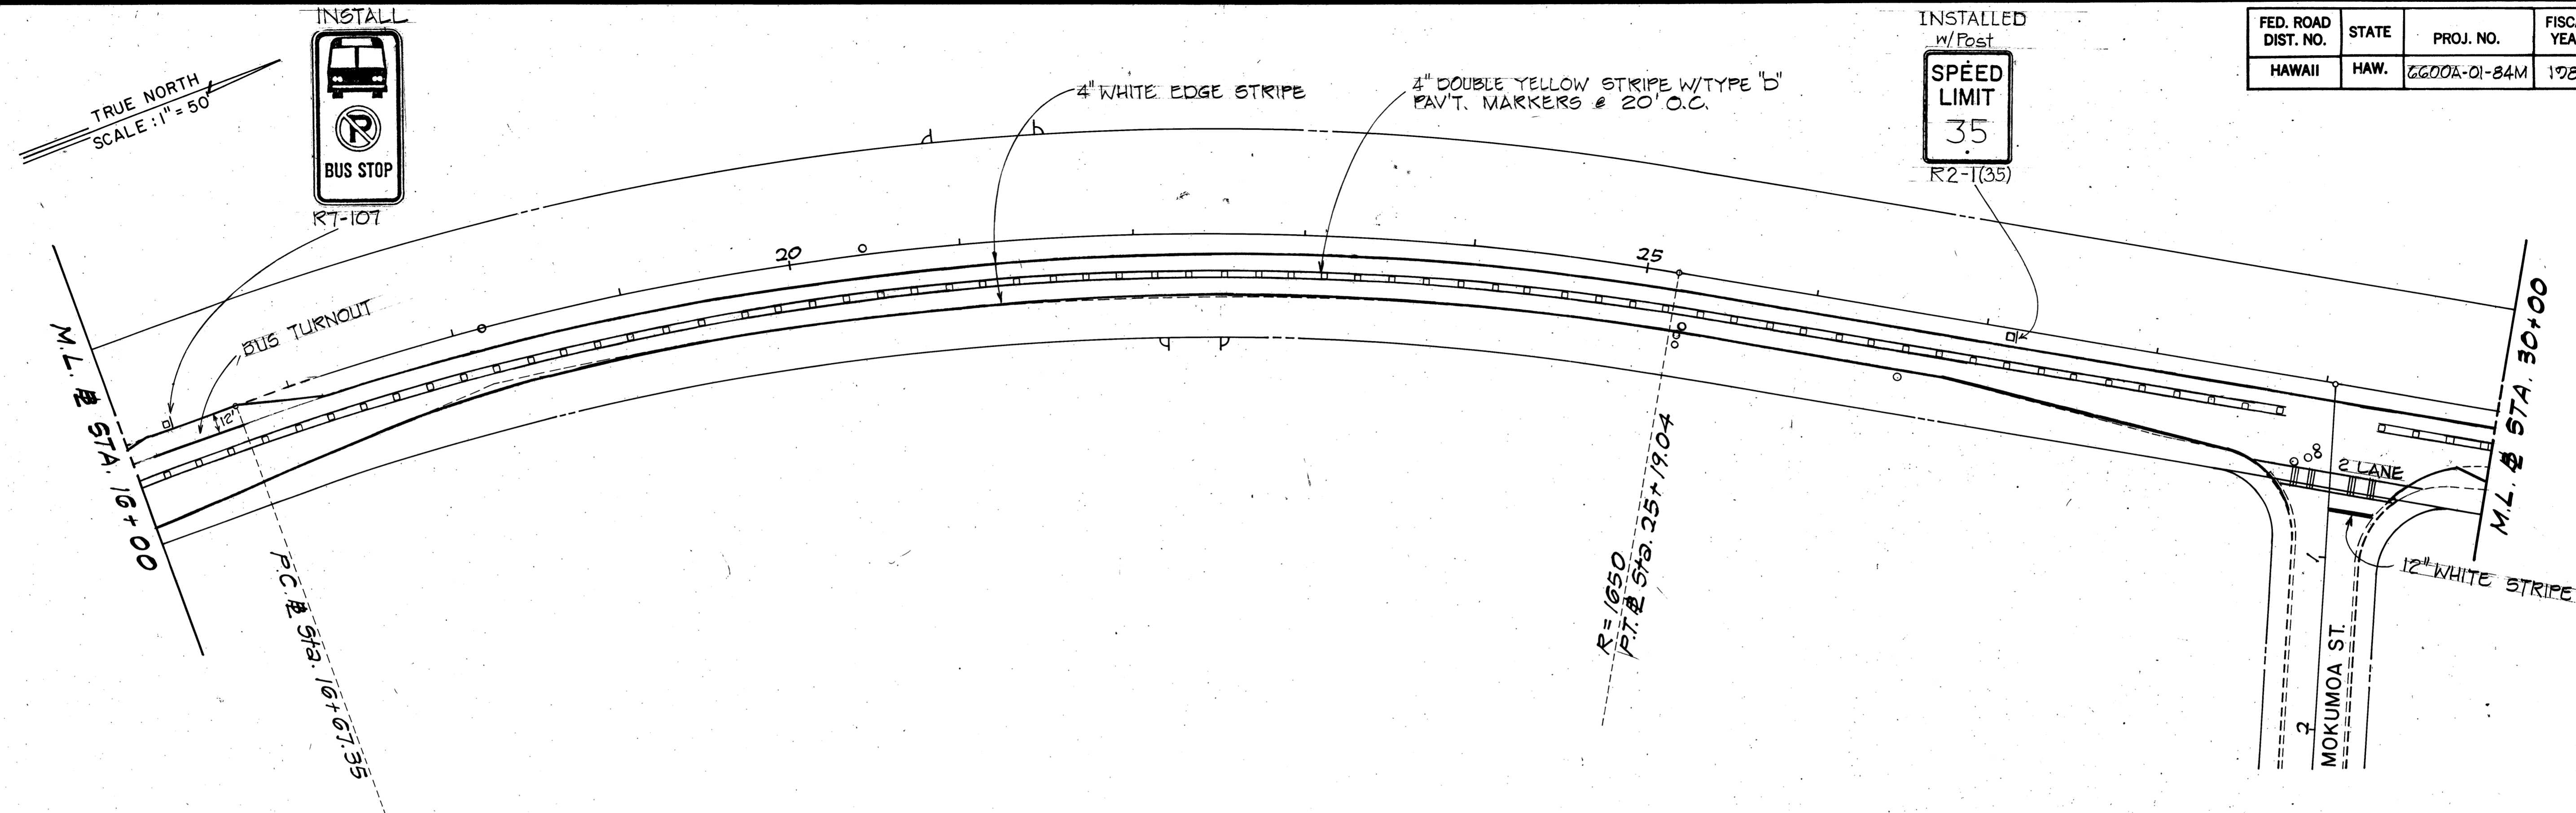 INSTALL
BUS STOP
R7-107
TRUE NORTH
SCALE : 1" = 50'
4" WHITE EDGE STRIPE
4" DOUBLE YELLOW STRIPE W/TYPE "D"
PAV'T. MARKERS @ 20' O.C.
INSTALLED
w/ Post
SPEED
LIMIT
35
R2-1(35)
FED. ROAD
DIST. NO.
STATE
PROJ. NO.
HAWAII
HAW.
6600A-01-84M
20
25
BUS TURNOUT
12'
M.L. ℄ STA. 16+00
P.C. ℄ Sta. 16+67.35
R=1650
P.T. ℄ Sta. 25+19.04
M.L. ℄ STA. 30+00
2 LANE
12" WHITE STRIPE
1
2
MOKUMOA ST.